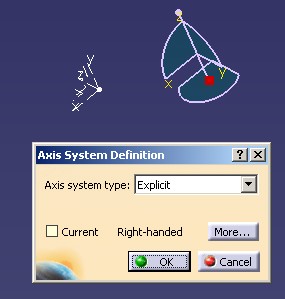 z
y
x
y
z
x
Axis System Definition
Axis system type: Explicit
Current Right-handed More...
OK Cancel